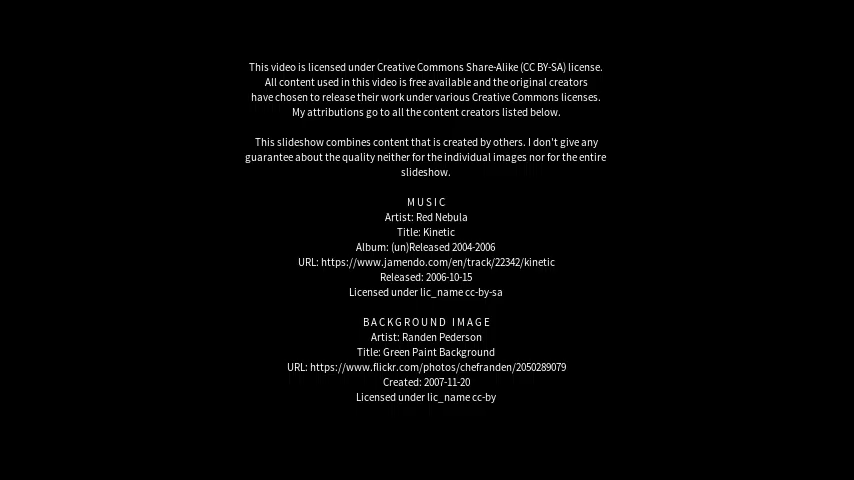 This video is licensed under Creative Commons Share-Alike (CC BY-SA) license.
All content used in this video is free available and the original creators
have chosen to release their work under various Creative Commons licenses.
My attributions go to all the content creators listed below.
This slideshow combines content that is created by others. I don't give any
guarantee about the quality neither for the individual images nor for the entire
slideshow.
MUSIC
Artist: Red Nebula
Title: Kinetic
Album: (un)Released 2004-2006
URL: https://www.jamendo.com/en/track/22342/kinetic
Released: 2006-10-15
Licensed under lic_name cc-by-sa
BACKGROUND IMAGE
Artist: Randen Pederson
Title: Green Paint Background
URL: https://www.flickr.com/photos/chefranden/2050289079
Created: 2007-11-20
Licensed under lic_name cc-by